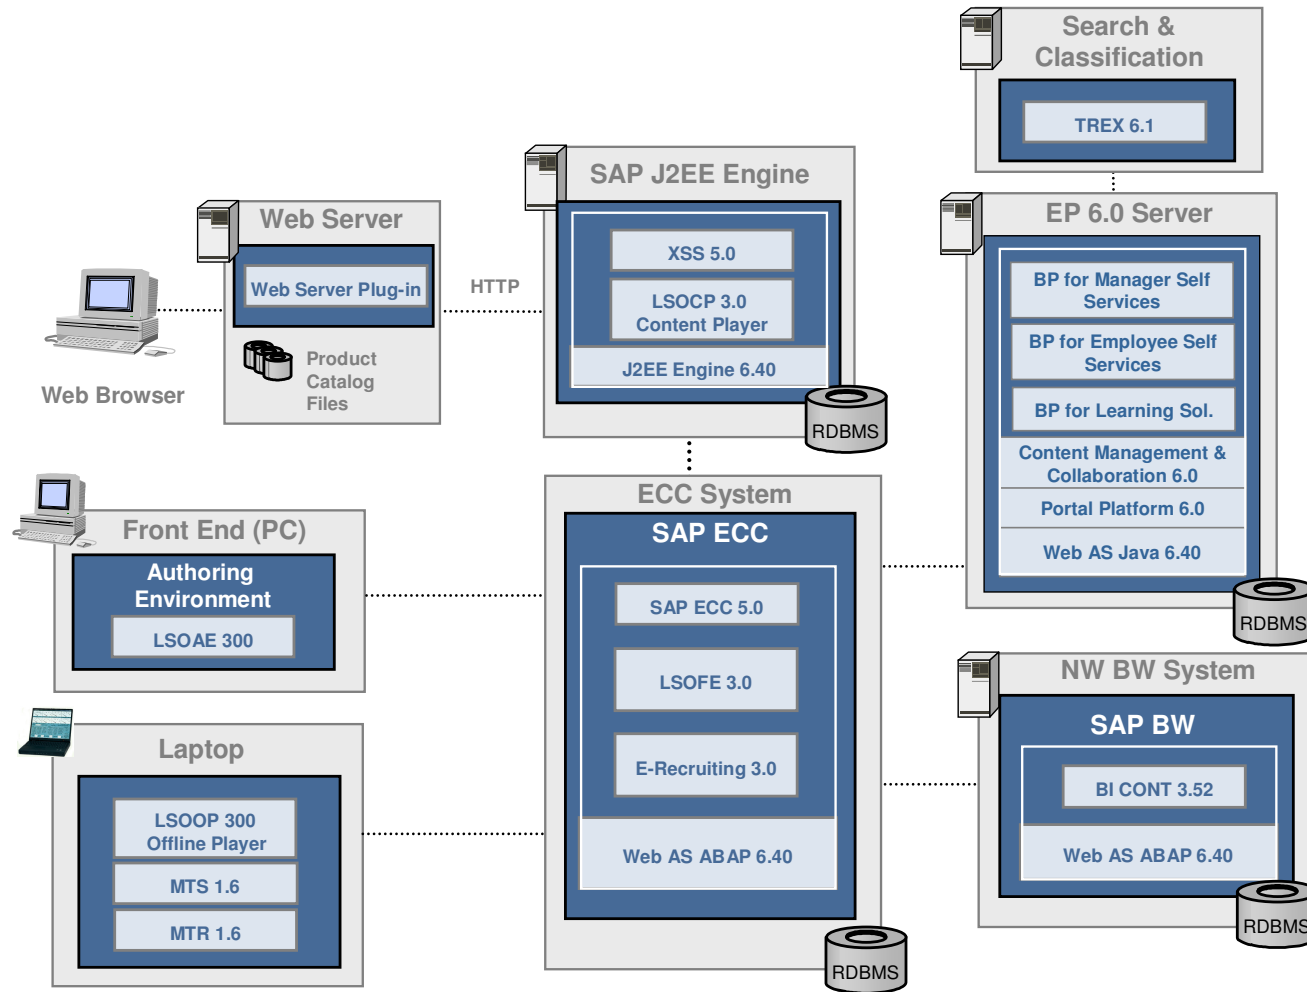 Search &
Classification
TREX 6.1
SAP J2EE Engine
XSS 5.0
LSOCP 3.0
Content Player
J2EE Engine 6.40
RDBMS
Web Server
Web Server Plug-in
HTTP
Product
Catalog
Files
Web Browser
EP 6.0 Server
BP for Manager Self
Services
BP for Employee Self
Services
BP for Learning Sol.
Content Management &
Collaboration 6.0
Portal Platform 6.0
Web AS Java 6.40
RDBMS
Front End (PC)
Authoring
Environment
LSOAE 300
ECC System
SAP ECC
SAP ECC 5.0
LSOFE 3.0
E-Recruiting 3.0
Web AS ABAP 6.40
RDBMS
Laptop
LSOOP 300
Offline Player
MTS 1.6
MTR 1.6
NW BW System
SAP BW
BI CONT 3.52
Web AS ABAP 6.40
RDBMS